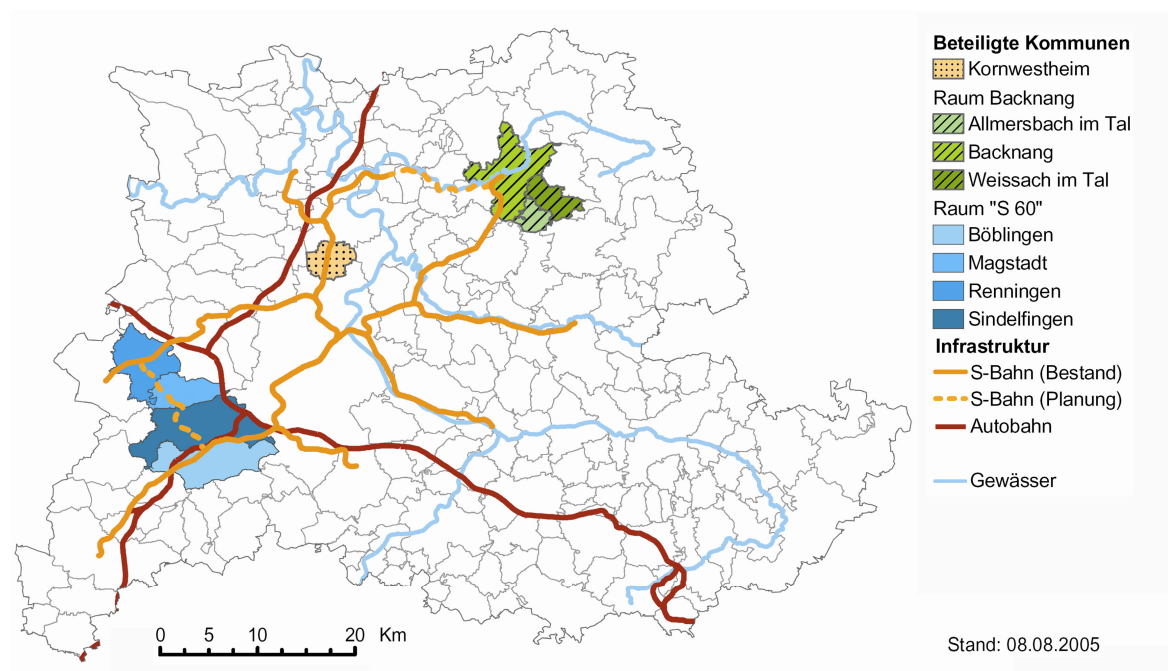 Beteiligte Kommunen
Kornwestheim
Raum Backnang
Allmersbach im Tal
Backnang
Weissach im Tal
Raum "S 60"
Böblingen
Magstadt
Renningen
Sindelfingen
Infrastruktur
S-Bahn (Bestand)
S-Bahn (Planung)
Autobahn
Gewässer
0 5 10 20 Km
Stand: 08.08.2005